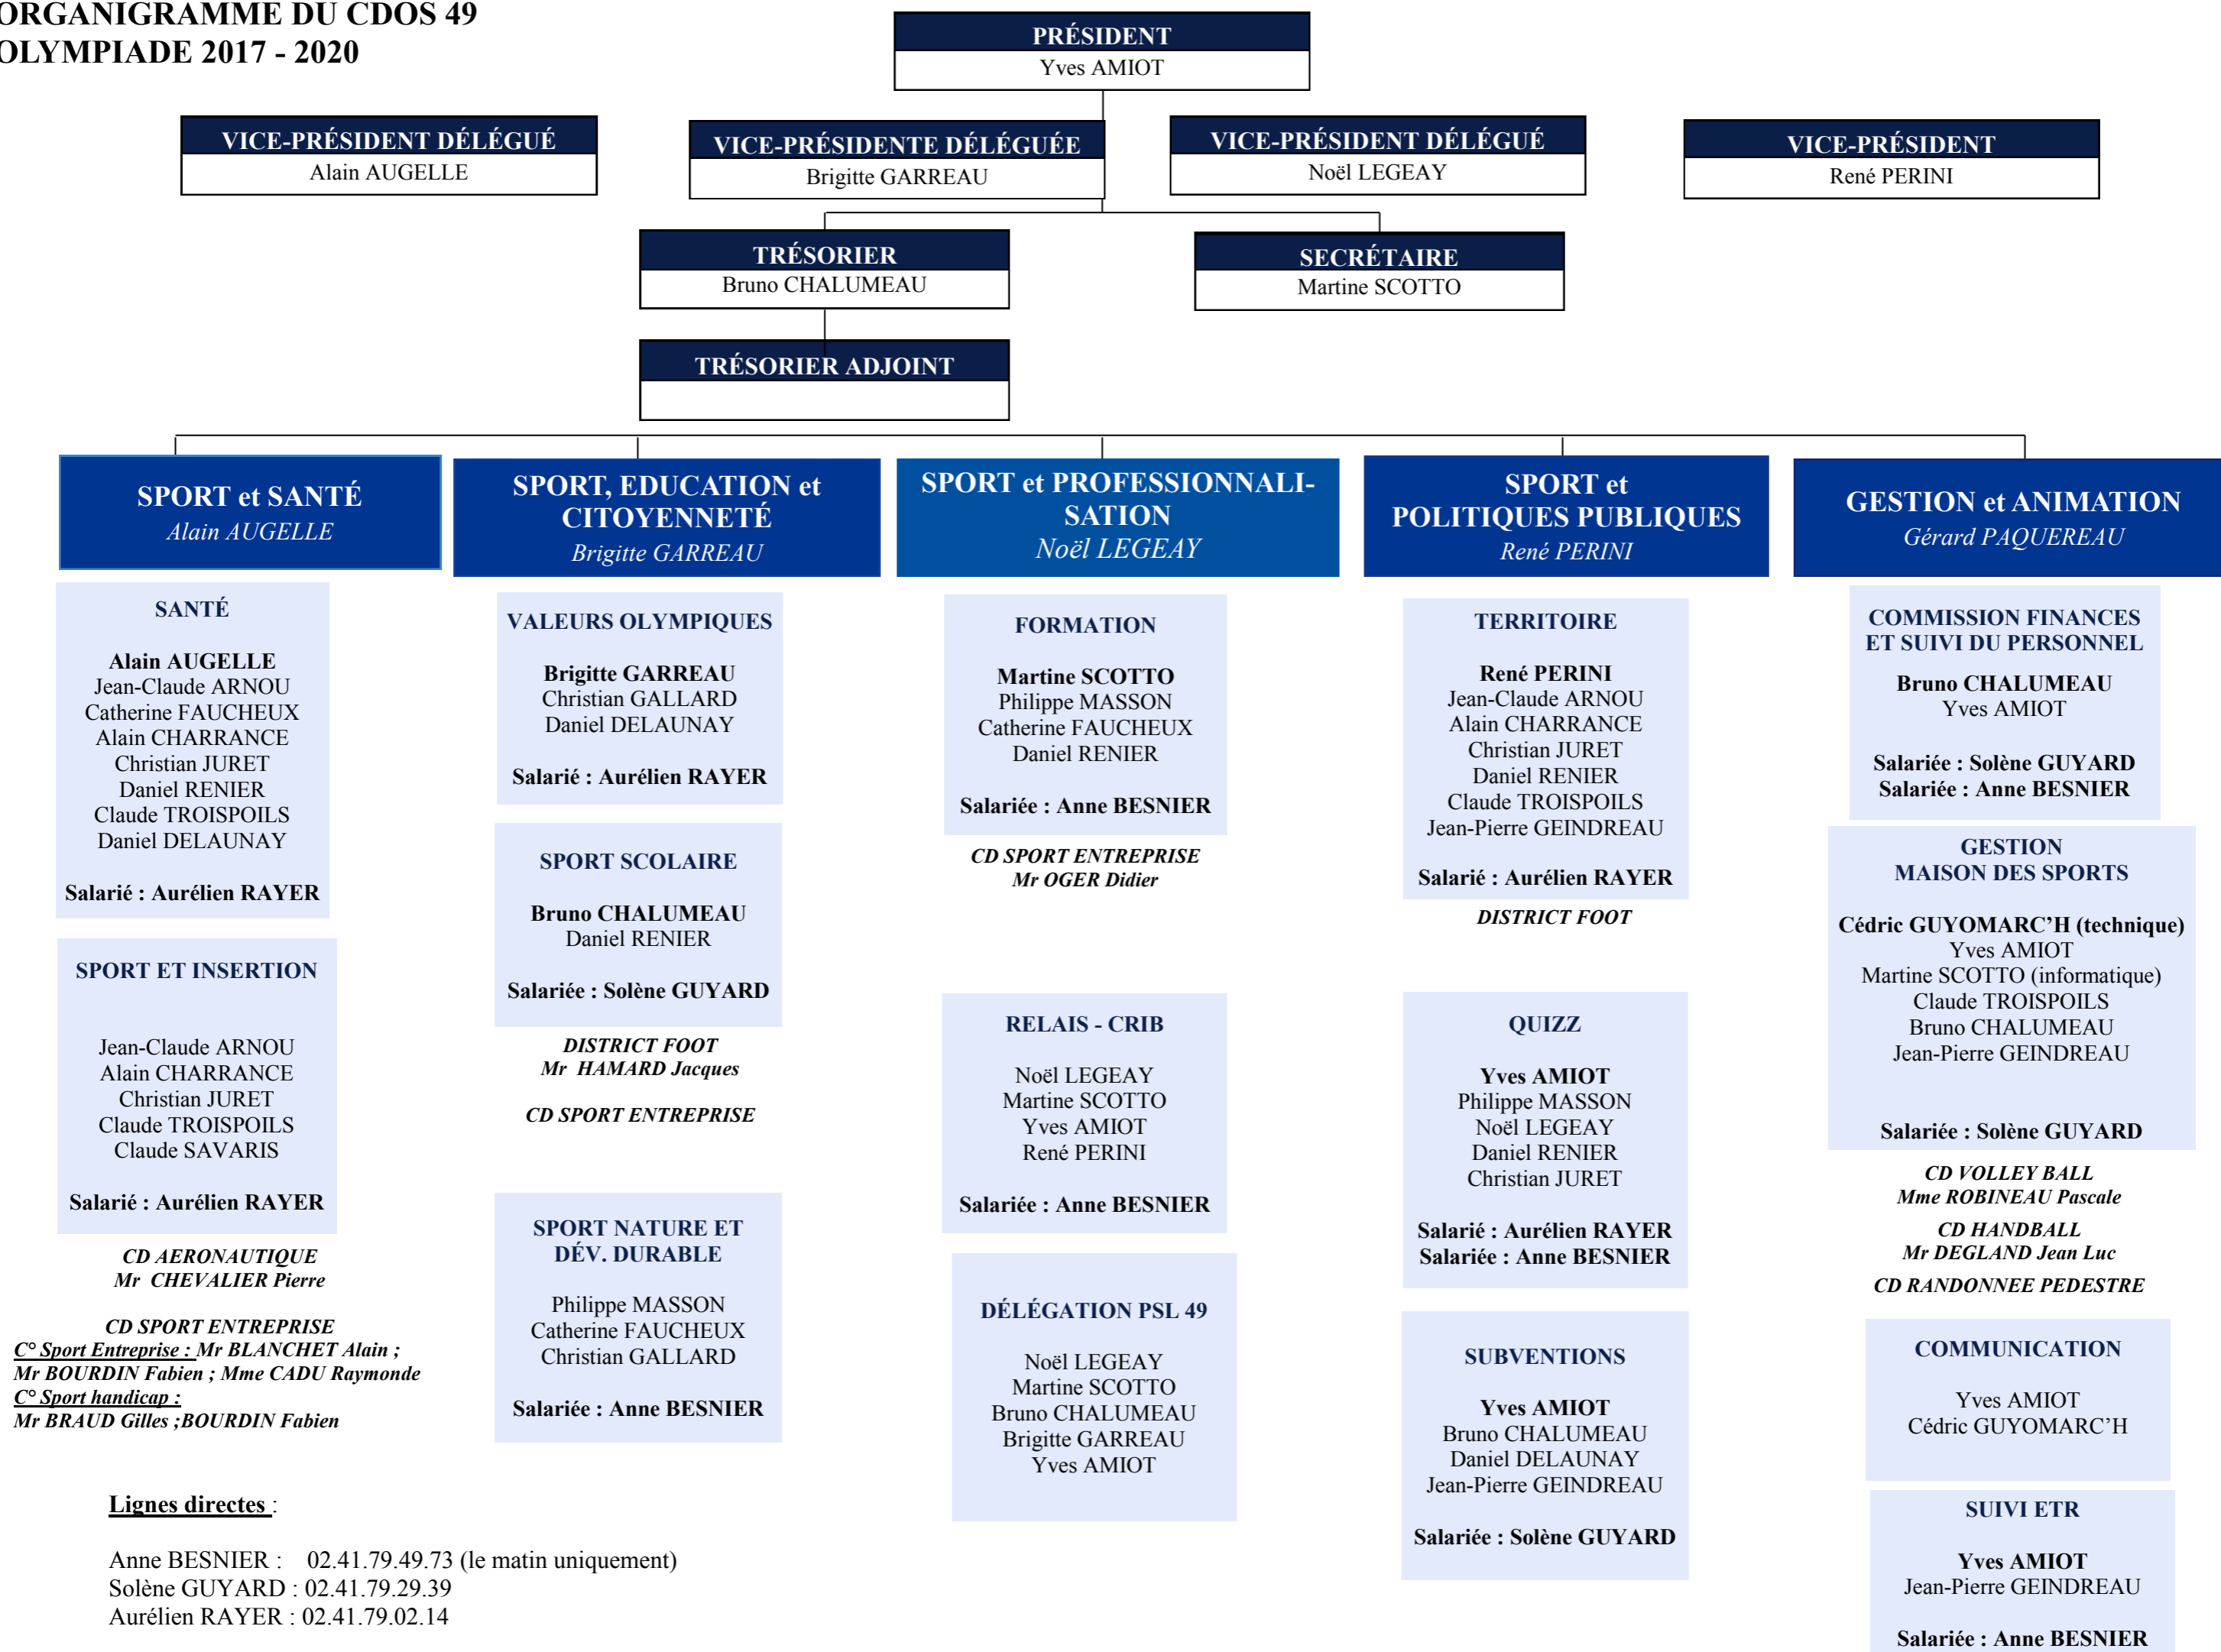 ORGANIGRAMME DU CDOS 49
OLYMPIADE 2017 - 2020
PRÉSIDENT
Yves AMIOT
VICE-PRÉSIDENT DÉLÉGUÉ
Alain AUGELLE
VICE-PRÉSIDENTE DÉLÉGUÉE
Brigitte GARREAU
VICE-PRÉSIDENT DÉLÉGUÉ
Noël LEGEAY
VICE-PRÉSIDENT
René PERINI
TRÉSORIER
Bruno CHALUMEAU
SECRÉTAIRE
Martine SCOTTO
TRÉSORIER ADJOINT
SPORT et SANTÉ
Alain AUGELLE
SANTÉ
Alain AUGELLE
Jean-Claude ARNOU
Catherine FAUCHEUX
Alain CHARRANCE
Christian JURET
Daniel RENIER
Claude TROISPOILS
Daniel DELAUNAY
Salarié : Aurélien RAYER
SPORT ET INSERTION
Jean-Claude ARNOU
Alain CHARRANCE
Christian JURET
Claude TROISPOILS
Claude SAVARIS
Salarié : Aurélien RAYER
CD AERONAUTIQUE
Mr CHEVALIER Pierre
CD SPORT ENTREPRISE
C° Sport Entreprise : Mr BLANCHET Alain ;
Mr BOURDIN Fabien ; Mme CADU Raymonde
C° Sport handicap :
Mr BRAUD Gilles ;BOURDIN Fabien
SPORT, EDUCATION et
CITOYENNETÉ
Brigitte GARREAU
VALEURS OLYMPIQUES
Brigitte GARREAU
Christian GALLARD
Daniel DELAUNAY
Salarié : Aurélien RAYER
SPORT SCOLAIRE
Bruno CHALUMEAU
Daniel RENIER
Salariée : Solène GUYARD
DISTRICT FOOT
Mr HAMARD Jacques
CD SPORT ENTREPRISE
SPORT NATURE ET
DÉV. DURABLE
Philippe MASSON
Catherine FAUCHEUX
Christian GALLARD
Salariée : Anne BESNIER
SPORT et PROFESSIONNALI-
SATION
Noël LEGEAY
FORMATION
Martine SCOTTO
Philippe MASSON
Catherine FAUCHEUX
Daniel RENIER
Salariée : Anne BESNIER
CD SPORT ENTREPRISE
Mr OGER Didier
RELAIS - CRIB
Noël LEGEAY
Martine SCOTTO
Yves AMIOT
René PERINI
Salariée : Anne BESNIER
DÉLÉGATION PSL 49
Noël LEGEAY
Martine SCOTTO
Bruno CHALUMEAU
Brigitte GARREAU
Yves AMIOT
SPORT et
POLITIQUES PUBLIQUES
René PERINI
TERRITOIRE
René PERINI
Jean-Claude ARNOU
Alain CHARRANCE
Christian JURET
Daniel RENIER
Claude TROISPOILS
Jean-Pierre GEINDREAU
Salarié : Aurélien RAYER
DISTRICT FOOT
QUIZZ
Yves AMIOT
Philippe MASSON
Noël LEGEAY
Daniel RENIER
Christian JURET
Salarié : Aurélien RAYER
Salariée : Anne BESNIER
SUBVENTIONS
Yves AMIOT
Bruno CHALUMEAU
Daniel DELAUNAY
Jean-Pierre GEINDREAU
Salariée : Solène GUYARD
GESTION et ANIMATION
Gérard PAQUEREAU
COMMISSION FINANCES
ET SUIVI DU PERSONNEL
Bruno CHALUMEAU
Yves AMIOT
Salariée : Solène GUYARD
Salariée : Anne BESNIER
GESTION
MAISON DES SPORTS
Cédric GUYOMARC’H (technique)
Yves AMIOT
Martine SCOTTO (informatique)
Claude TROISPOILS
Bruno CHALUMEAU
Jean-Pierre GEINDREAU
Salariée : Solène GUYARD
CD VOLLEY BALL
Mme ROBINEAU Pascale
CD HANDBALL
Mr DEGLAND Jean Luc
CD RANDONNEE PEDESTRE
COMMUNICATION
Yves AMIOT
Cédric GUYOMARC’H
SUIVI ETR
Yves AMIOT
Jean-Pierre GEINDREAU
Salariée : Anne BESNIER
Lignes directes :
Anne BESNIER : 02.41.79.49.73 (le matin uniquement)
Solène GUYARD : 02.41.79.29.39
Aurélien RAYER : 02.41.79.02.14